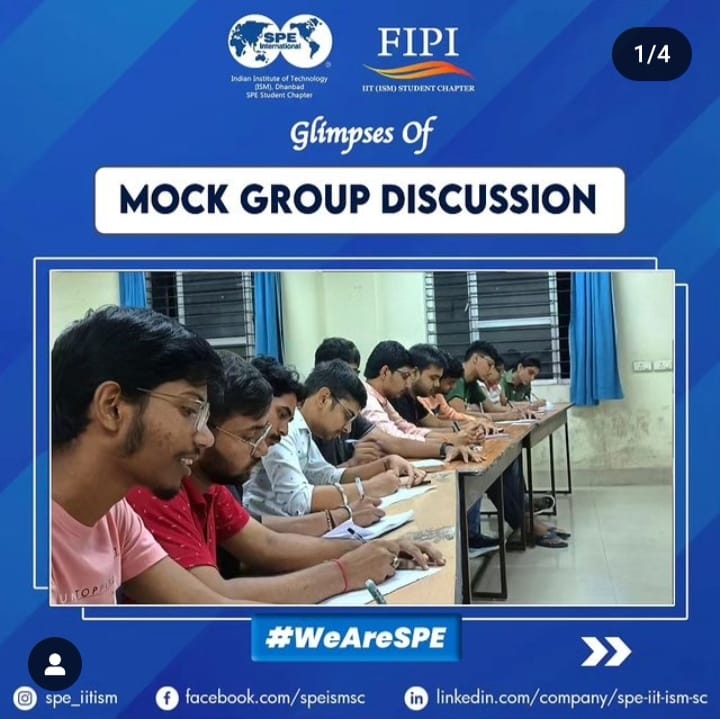 SPE
International
Indian Institute of Technology
(ISM), Dhanbad
SPE Student Chapter
FIPI
IIT (ISM) STUDENT CHAPTER
1/4
Glimpses Of
MOCK GROUP DISCUSSION
#WeAreSPE
spe_iitism
facebook.com/speismsc
linkedin.com/company/spe-iit-ism-sc